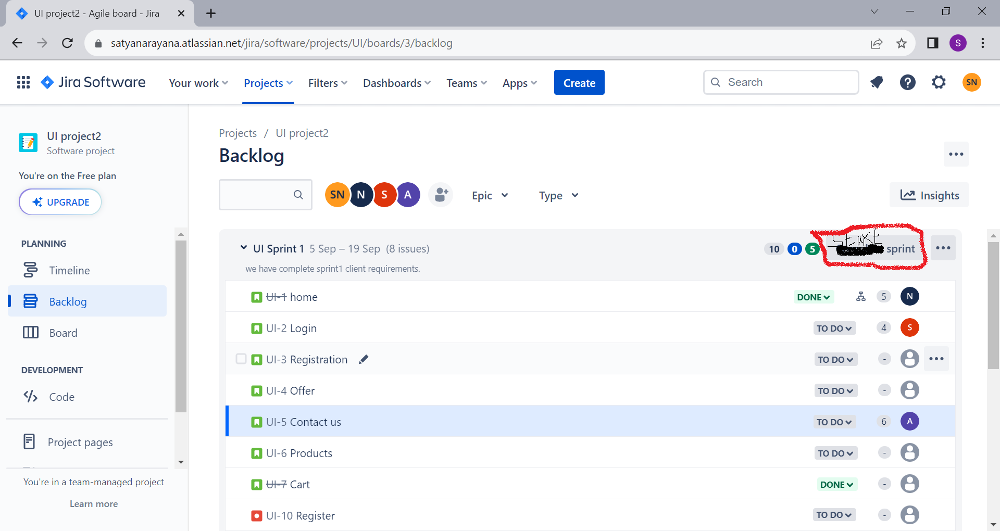 UI project2 - Agile board - Jira
satyanarayana.atlassian.net/jira/software/projects/UI/boards/3/backlog
S
Jira Software
Your work
Projects
Filters
Dashboards
Teams
Apps
Create
Search
SN
UI project2
Software project
You're on the Free plan
UPGRADE
PLANNING
Timeline
Backlog
Board
DEVELOPMENT
Code
Project pages
You're in a team-managed project
Learn more
Projects / UI project2
Backlog
SN N S A
Epic
Type
Insights
UI Sprint 1 5 Sep – 19 Sep (8 issues)
10 0 5
Start sprint
we have complete sprint1 client requirements.
UI-1 home DONE 5 N
UI-2 Login TO DO 4 S
UI-3 Registration TO DO -
UI-4 Offer TO DO -
UI-5 Contact us TO DO 6 A
UI-6 Products TO DO -
UI-7 Cart DONE -
UI-10 Register TO DO -